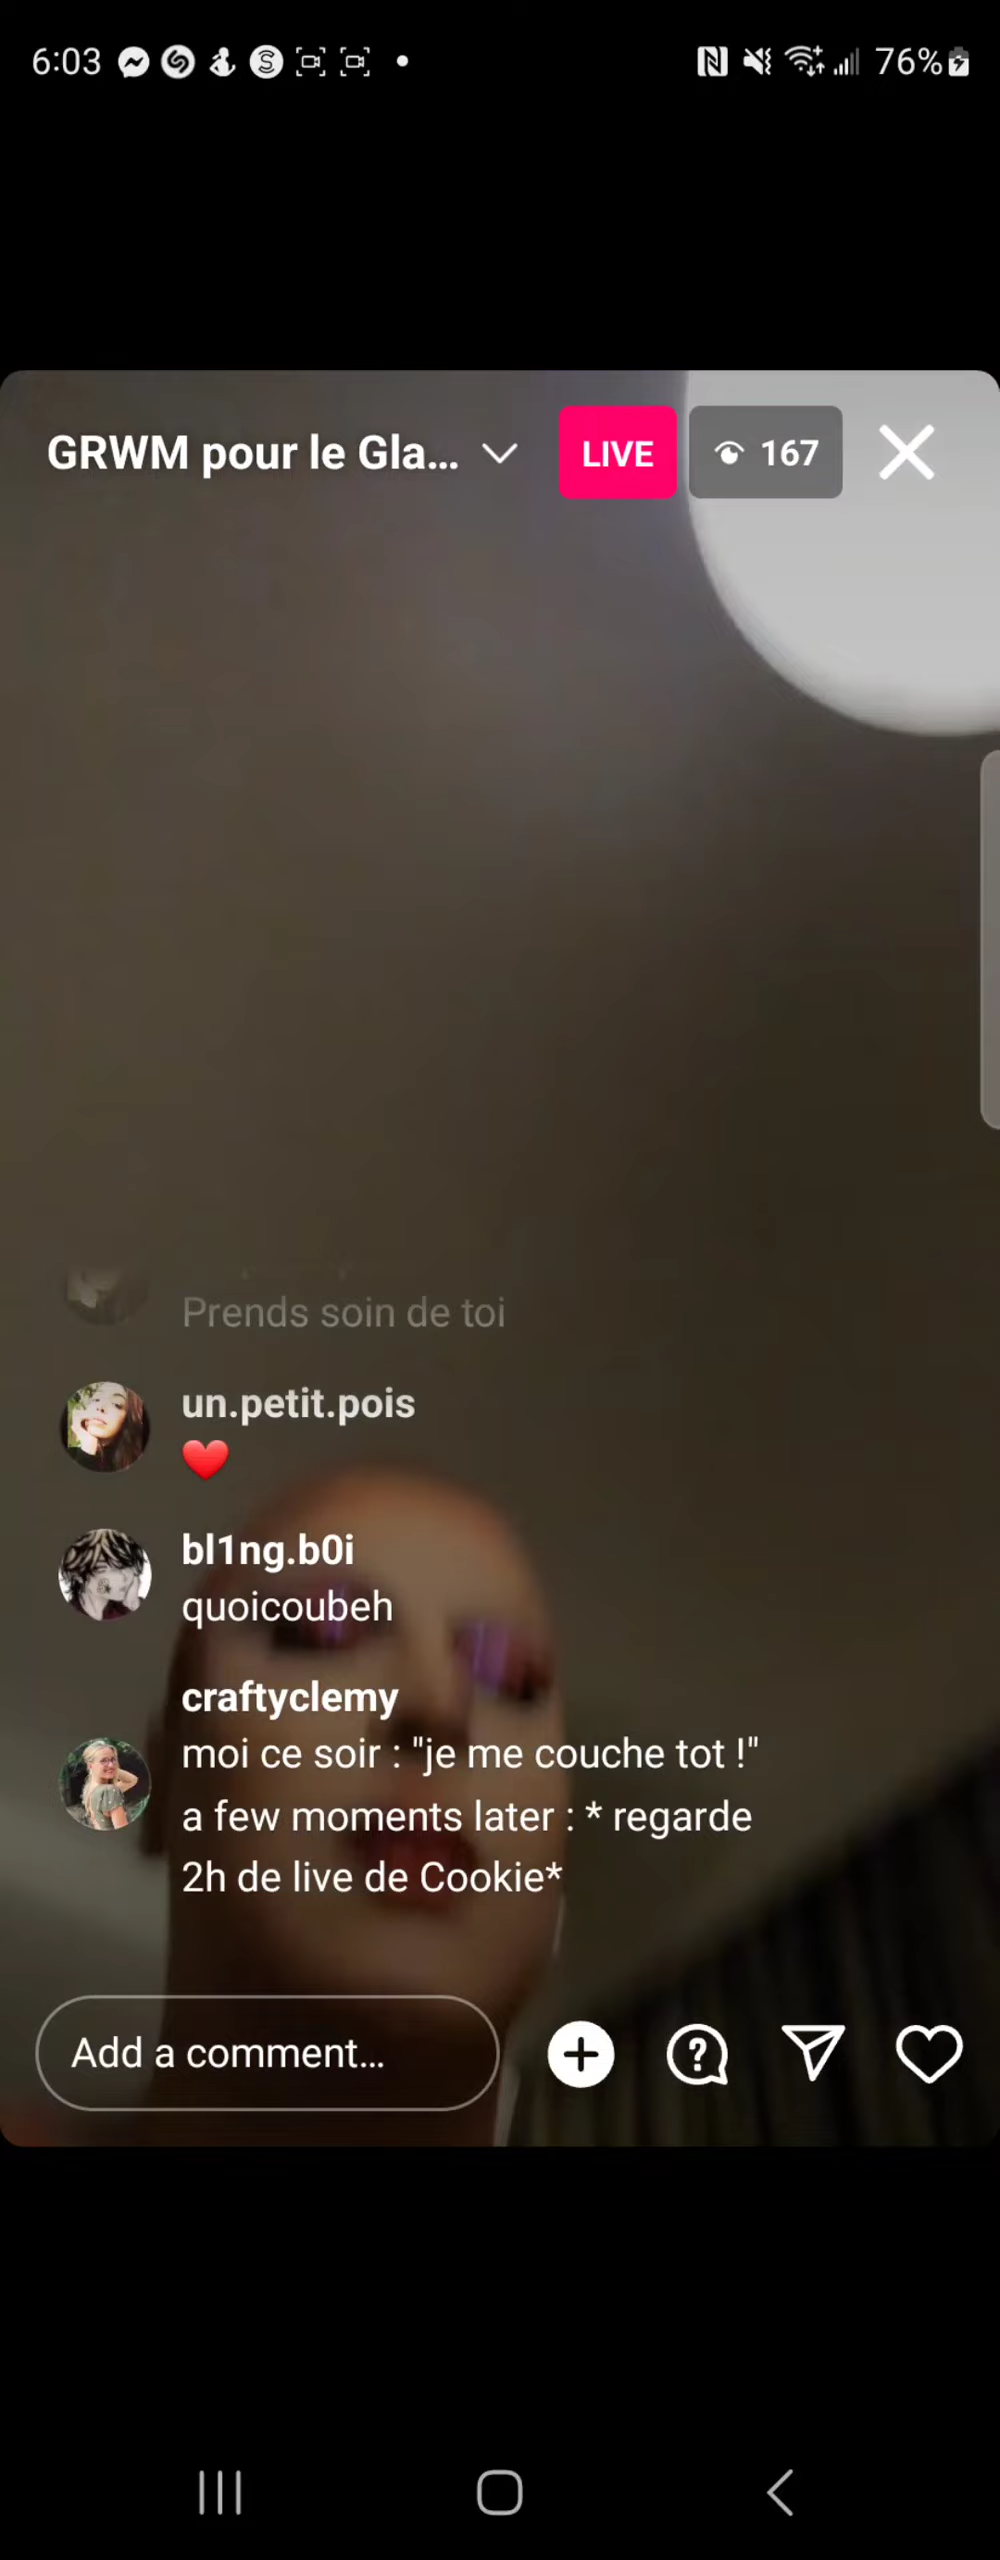 6:03
76%
GRWM pour le Gla...
LIVE
167
Prends soin de toi
un.petit.pois
❤️
bl1ng.b0i
quoicoubeh
craftyclemy
moi ce soir : "je me couche tot !"
a few moments later : * regarde
2h de live de Cookie*
Add a comment...